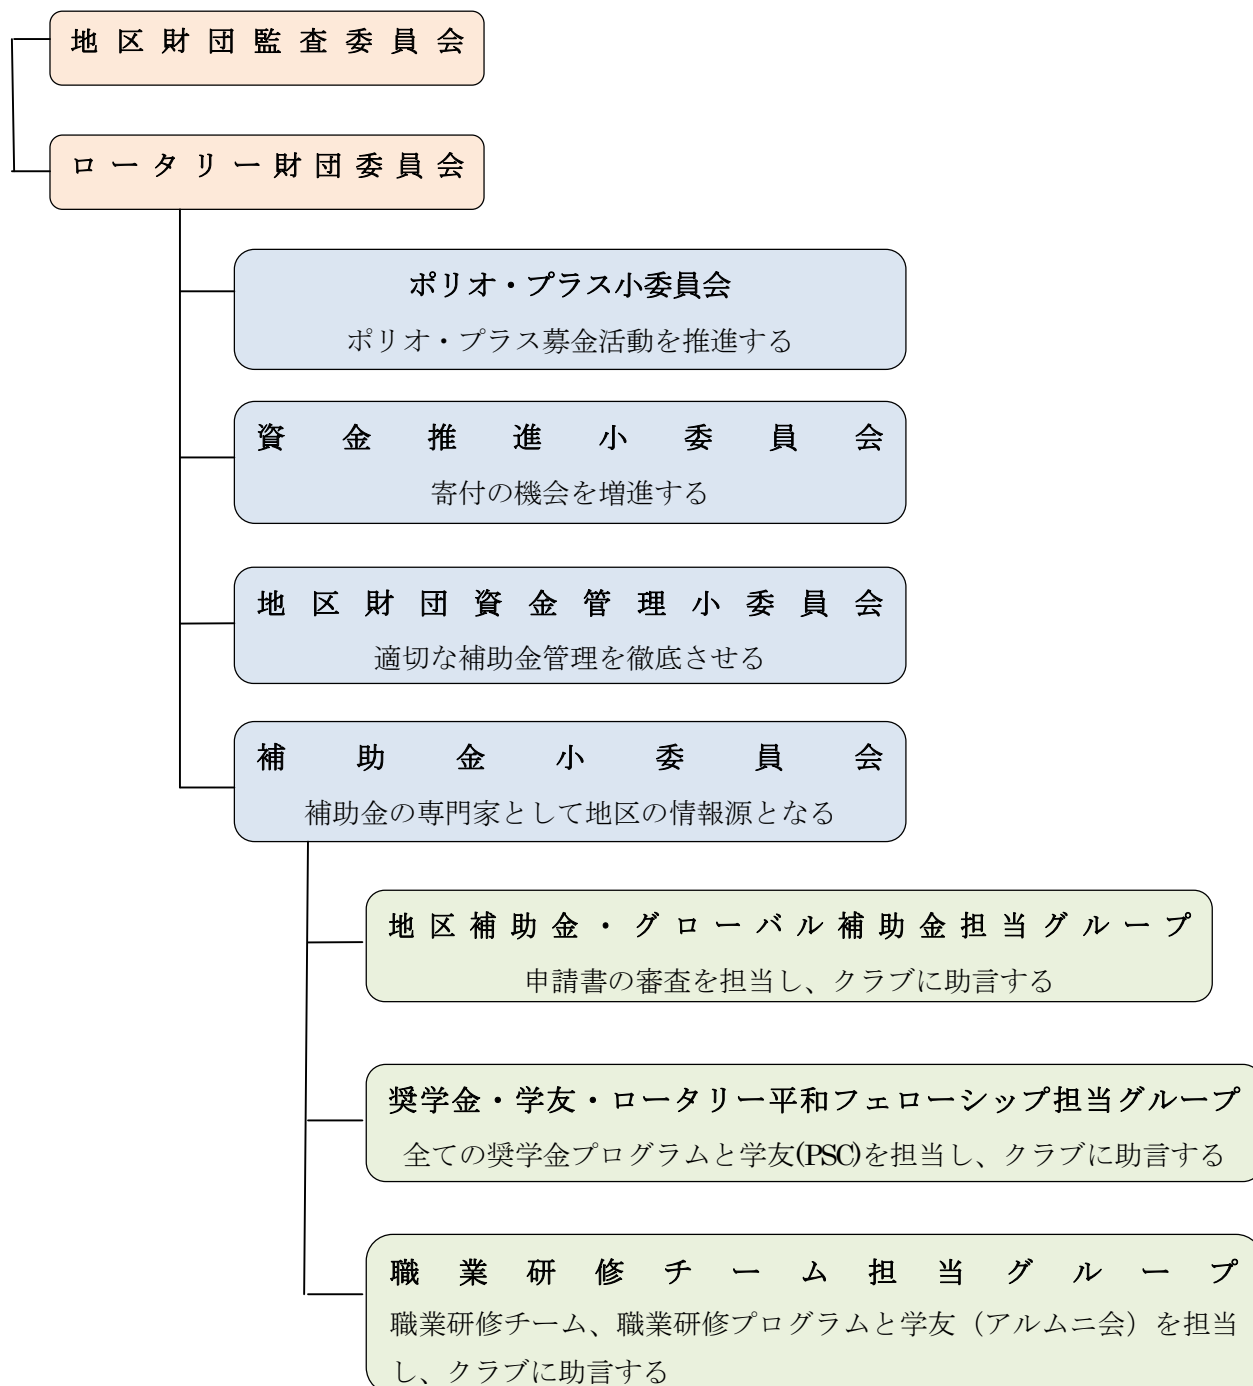 地区財団監査委員会
ロータリー財団委員会
ポリオ・プラス小委員会
ポリオ・プラス募金活動を推進する
資金推進小委員会
寄付の機会を増進する
地区財団資金管理小委員会
適切な補助金管理を徹底させる
補助金小委員会
補助金の専門家として地区の情報源となる
地区補助金・グローバル補助金担当グループ
申請書の審査を担当し、クラブに助言する
奨学金・学友・ロータリー平和フェローシップ担当グループ
全ての奨学金プログラムと学友(PSC)を担当し、クラブに助言する
職業研修チーム担当グループ
職業研修チーム、職業研修プログラムと学友（アルムニ会）を担当
し、クラブに助言する